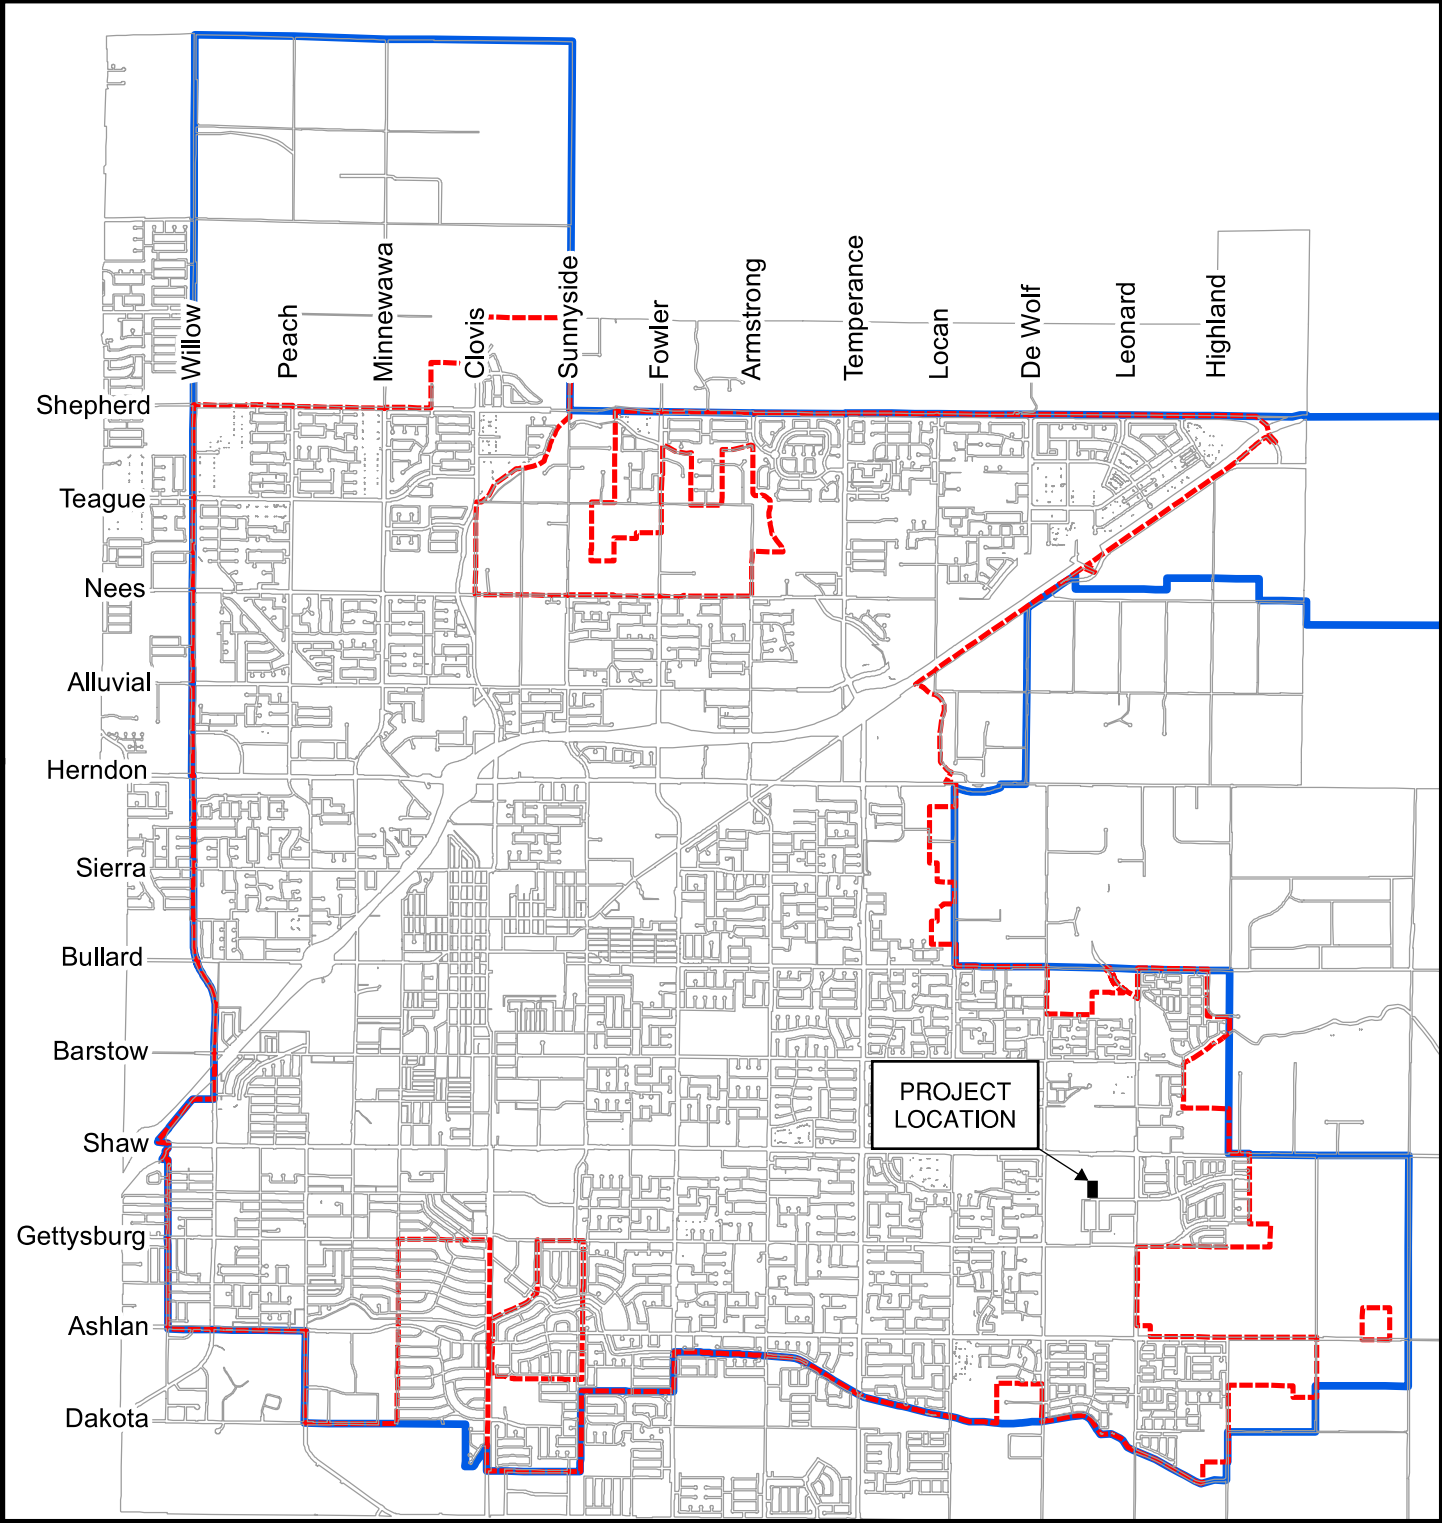 Willow
Peach
Minnewawa
Clovis
Sunnyside
Fowler
Armstrong
Temperance
Locan
De Wolf
Leonard
Highland
Shepherd
Teague
Nees
Alluvial
Herndon
Sierra
Bullard
Barstow
Shaw
Gettysburg
Ashlan
Dakota
PROJECT
LOCATION